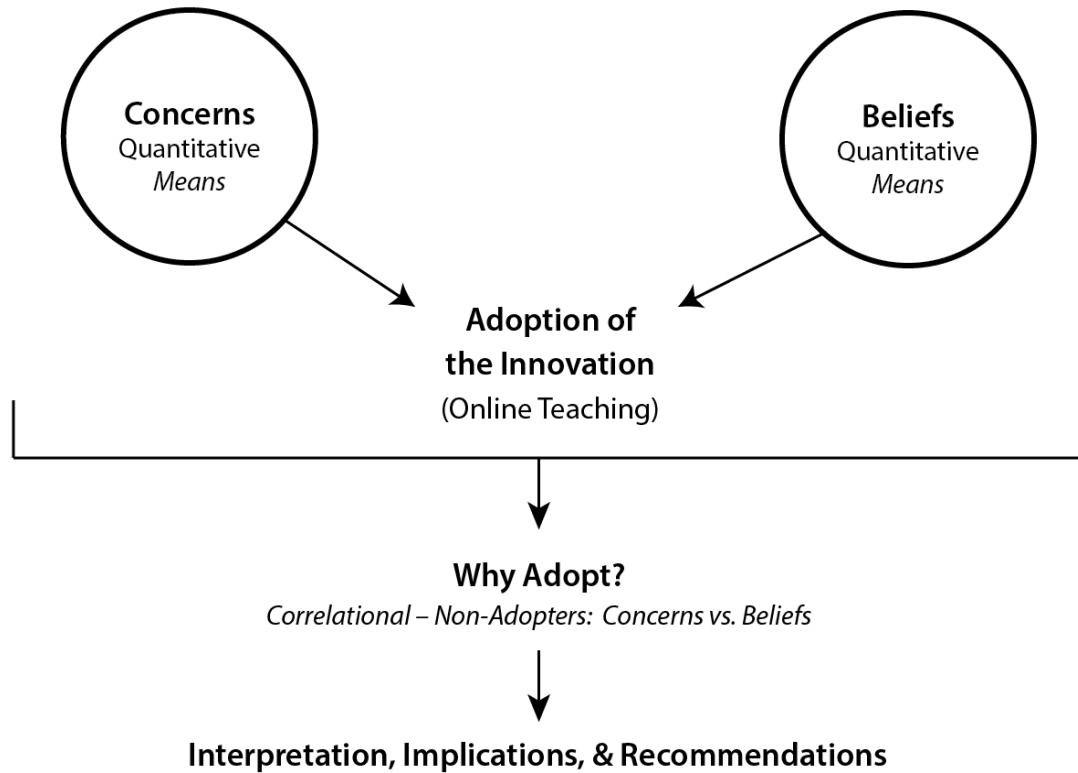 Concerns
Quantitative
Means
Beliefs
Quantitative
Means
Adoption of
the Innovation
(Online Teaching)
Why Adopt?
Correlational – Non-Adopters: Concerns vs. Beliefs
Interpretation, Implications, & Recommendations